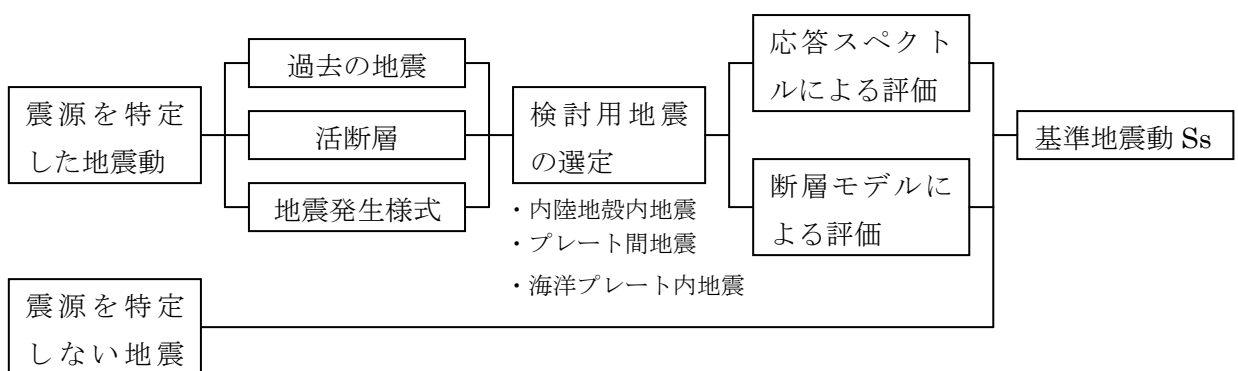 震源を特定
した地震動
過去の地震
活断層
地震発生様式
検討用地震
の選定
・内陸地殻内地震
・プレート間地震
・海洋プレート内地震
応答スペクト
ルによる評価
断層モデルに
よる評価
基準地震動 Ss
震源を特定
しない地震